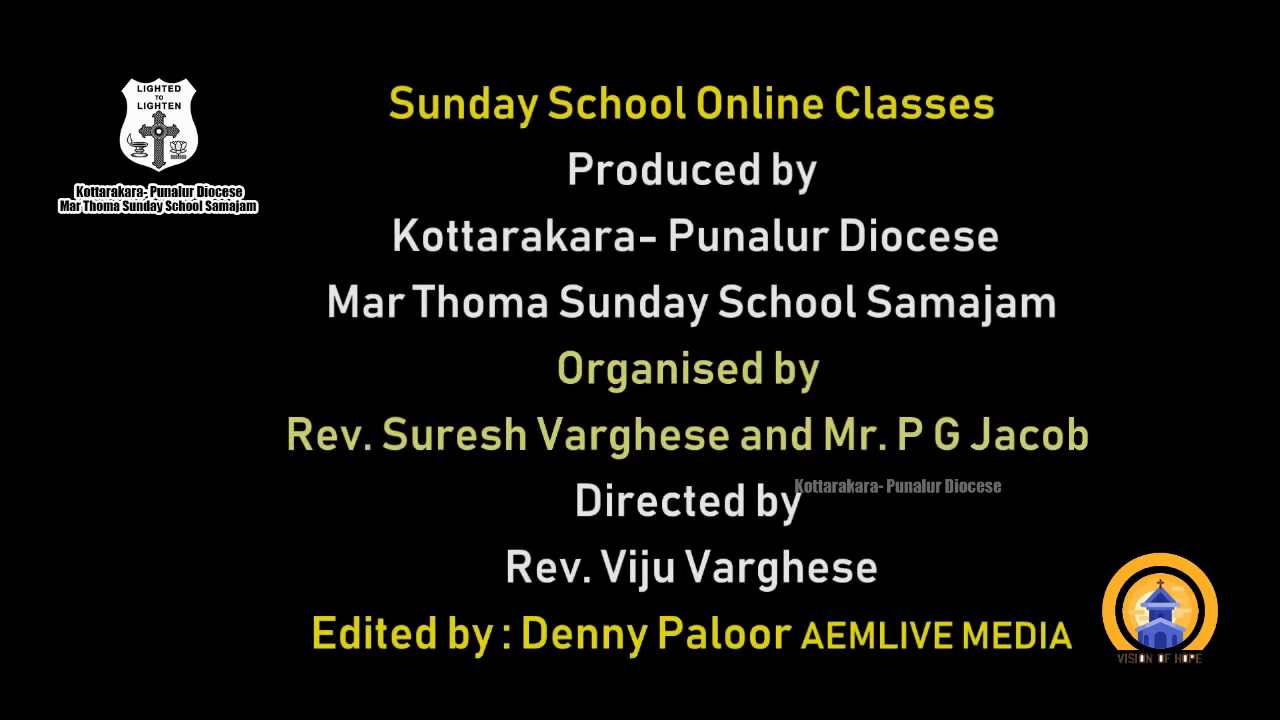 LIGHTED
TO
LIGHTEN
Kottarakara- Punalur Diocese
Mar Thoma Sunday School Samajam
Sunday School Online Classes
Produced by
Kottarakara- Punalur Diocese
Mar Thoma Sunday School Samajam
Organised by
Rev. Suresh Varghese and Mr. P G Jacob
Directed by
Kottarakara- Punalur Diocese
Rev. Viju Varghese
Edited by : Denny Paloor AEMLIVE MEDIA
VISION OF HOPE